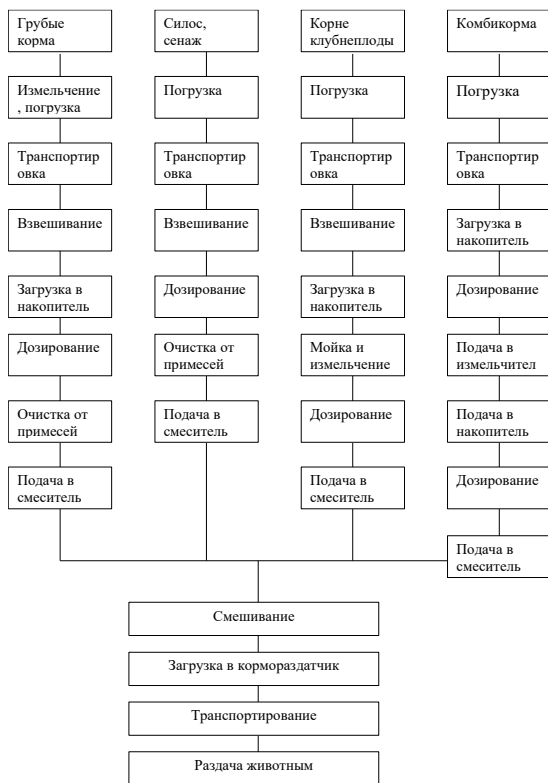 Грубые
корма
Измельчение
, погрузка
Транспортир
овка
Взвешивание
Загрузка в
накопитель
Дозирование
Очистка от
примесей
Подача в
смеситель
Силос,
сенаж
Погрузка
Транспортир
овка
Взвешивание
Дозирование
Очистка от
примесей
Подача в
смеситель
Корне
клубнеплоды
Погрузка
Транспортир
овка
Взвешивание
Загрузка в
накопитель
Мойка и
измельчение
Дозирование
Подача в
смеситель
Комбикорма
Погрузка
Транспортир
овка
Загрузка в
накопитель
Дозирование
Подача в
измельчител
Подача в
накопитель
Дозирование
Подача в
смеситель
Смешивание
Загрузка в кормораздатчик
Транспортирование
Раздача животным